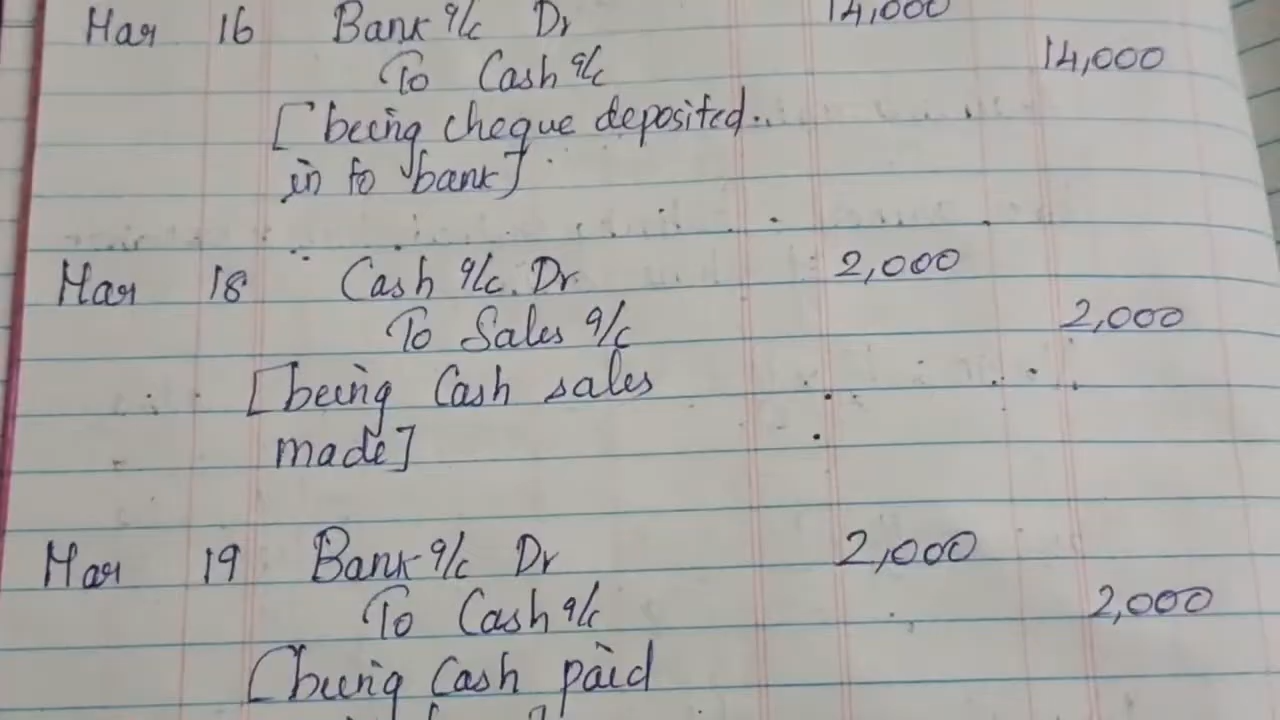 Mar 16 Bank a/c Dr 14,000
To Cash a/c 14,000
[being cheque deposited
in to bank]
Mar 18 Cash a/c. Dr. 2,000
To Sales a/c 2,000
[being Cash sales
made]
Mar 19 Bank a/c Dr 2,000
To Cash a/c 2,000
[being Cash paid